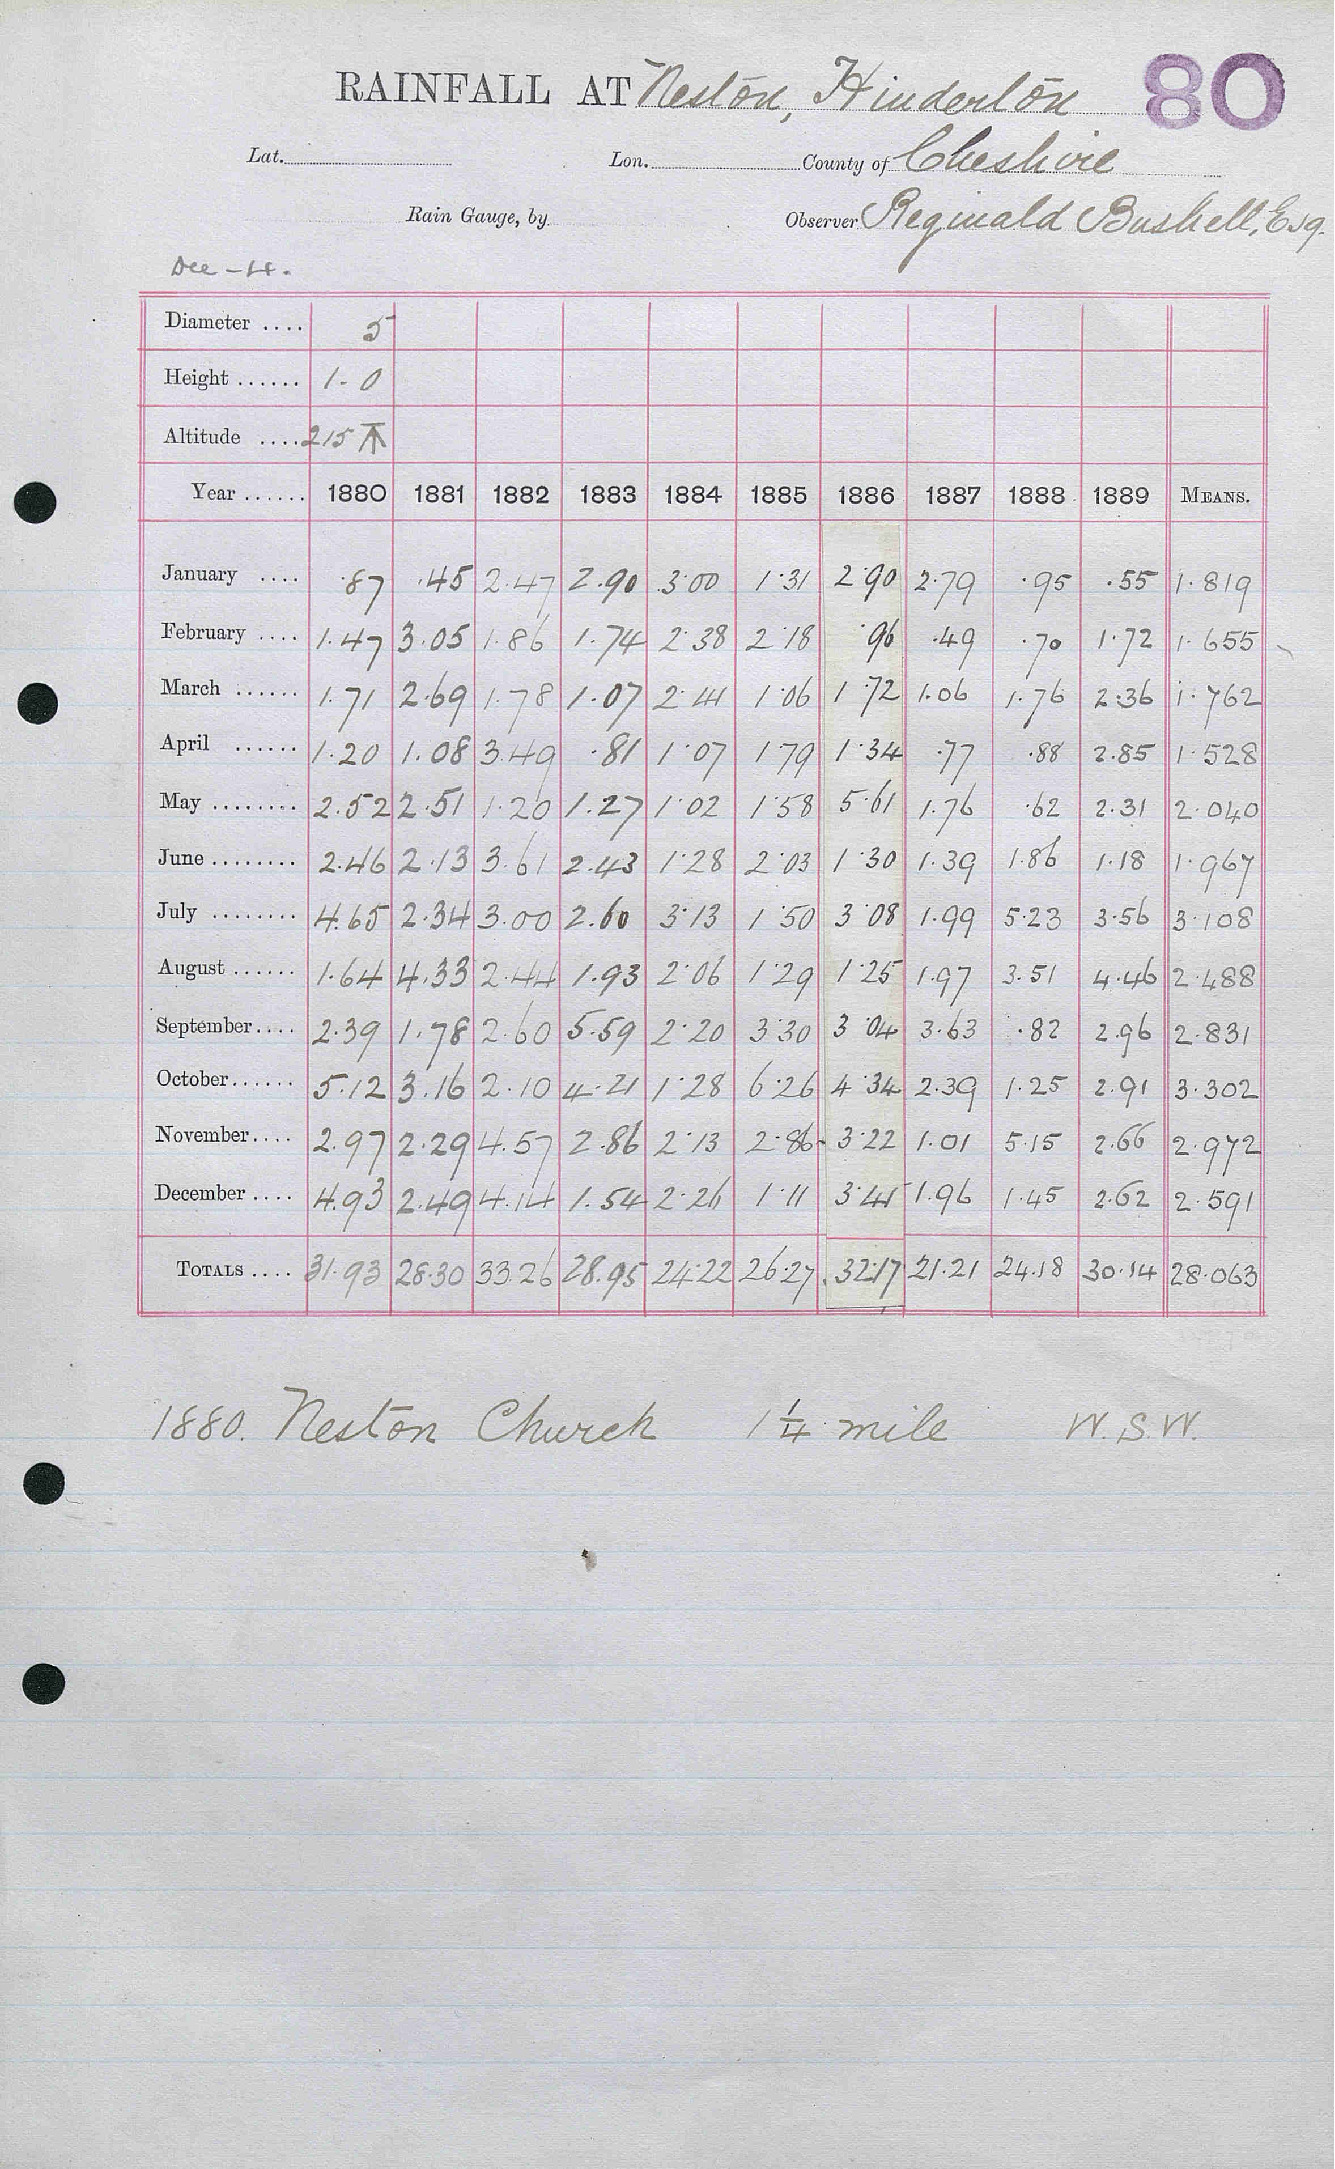 RAINFALL AT Neston, Hinderton 80
Lat. Lon. County of Cheshire
Rain Gauge, by Observer Reginald Bushell, Esq.
Diameter .... 5
Height ...... 1.0
Altitude .... 215
Year ...... 1880 1881 1882 1883 1884 1885 1886 1887 1888 1889 MEANS.
January .... .87 .45 2.47 2.90 3.00 1.31 2.90 2.79 .95 .55 1.819
February .... 1.47 3.05 1.86 1.74 2.38 2.18 .96 .49 .70 1.72 1.655
March ...... 1.71 2.69 1.78 1.07 2.41 1.06 1.72 1.06 1.76 2.36 1.762
April ...... 1.20 1.08 3.49 .81 1.07 1.79 1.34 .77 .88 2.85 1.528
May ........ 2.52 2.51 1.20 1.27 1.02 1.58 5.61 1.76 .62 2.31 2.040
June ........ 2.46 2.13 3.61 2.43 1.28 2.03 1.30 1.39 1.86 1.18 1.967
July ........ 4.65 2.34 3.00 2.60 3.13 1.50 3.08 1.99 5.23 3.56 3.108
August ...... 1.64 4.33 2.44 1.93 2.06 1.29 1.25 1.97 3.51 4.46 2.488
September .... 2.39 1.78 2.60 5.59 2.20 3.30 3.04 3.63 .82 2.96 2.831
October ...... 5.12 3.16 2.10 4.21 1.28 6.26 4.34 2.39 1.25 2.91 3.302
November .... 2.97 2.29 4.57 2.86 2.13 2.86 3.22 1.01 5.15 2.66 2.972
December .... 4.93 2.49 4.14 1.54 2.26 1.11 3.41 1.96 1.45 2.62 2.591
TOTALS .... 31.93 28.30 33.26 28.95 24.22 26.27 32.17 21.21 24.18 30.14 28.063
1880. Neston Church 1 1/4 mile W.S.W.